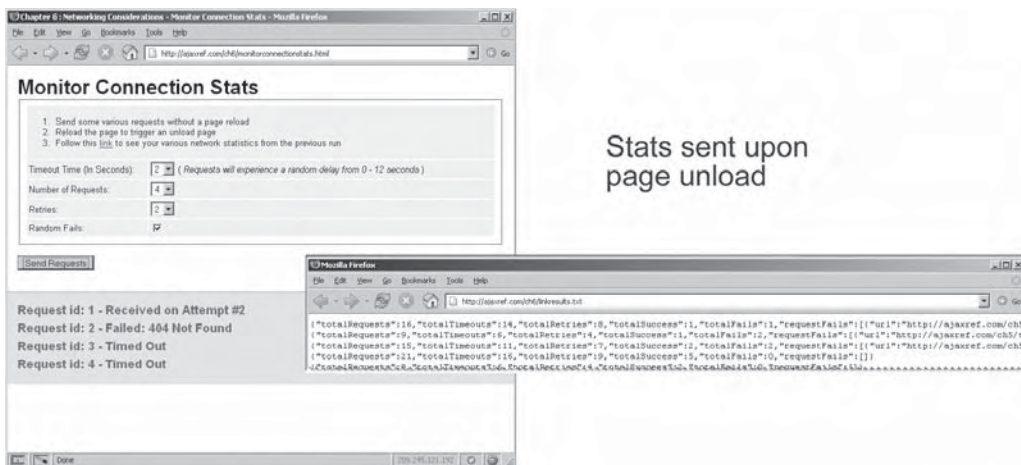 Chapter 6 : Networking Considerations - Monitor Connection Stats - Mozilla Firefox
File Edit View Go Bookmarks Tools Help
http://ajaxref.com/ch6/monitorconnectionstats.html Go
Monitor Connection Stats
1. Send some various requests without a page reload
2. Reload the page to trigger an unload page
3. Follow this link to see your various network statistics from the previous run
Timeout Time (In Seconds): 2 ( Requests will experience a random delay from 0 - 12 seconds )
Number of Requests: 4
Retries: 2
Random Fails:
Send Requests
Request id: 1 - Received on Attempt #2
Request id: 2 - Failed: 404 Not Found
Request id: 3 - Timed Out
Request id: 4 - Timed Out
Done
Stats sent upon
page unload
Mozilla Firefox
File Edit View Go Bookmarks Tools Help
http://ajaxref.com/ch6/linkresults.txt Go
{"totalRequests":16,"totalTimeouts":14,"totalRetries":8,"totalSuccess":1,"totalFails":1,"requestFails":[{"url":"http://ajaxref.com/ch5/
{"totalRequests":9,"totalTimeouts":6,"totalRetries":4,"totalSuccess":1,"totalFails":2,"requestFails":[{"url":"http://ajaxref.com/ch5/t
{"totalRequests":15,"totalTimeouts":11,"totalRetries":7,"totalSuccess":2,"totalFails":2,"requestFails":[{"url":"http://ajaxref.com/ch5
{"totalRequests":21,"totalTimeouts":16,"totalRetries":9,"totalSuccess":5,"totalFails":0,"requestFails":[]}